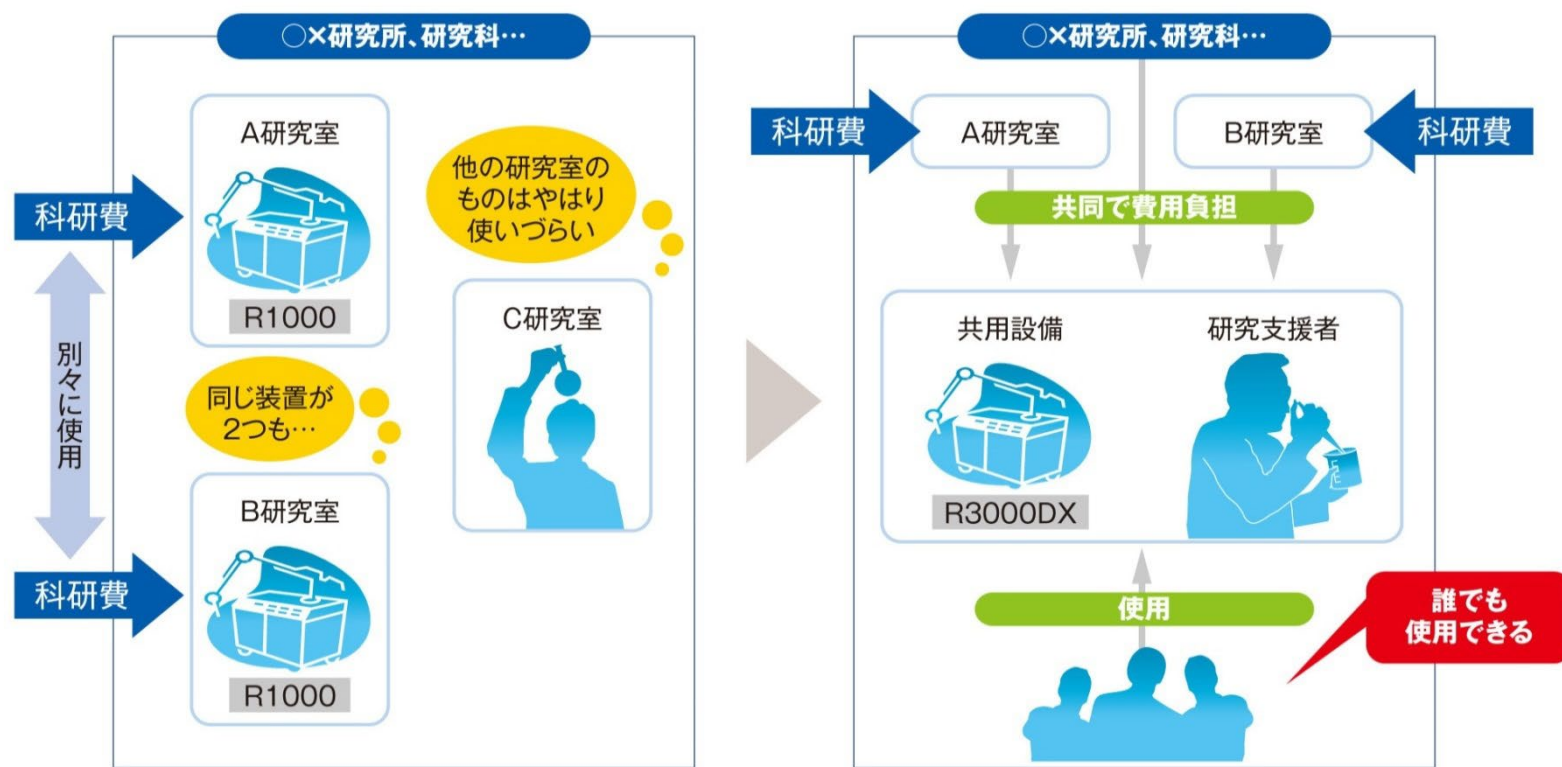 ○×研究所、研究科…
A研究室
科研費
R1000
他の研究室の
ものはやはり
使いづらい
C研究室
別々に使用
同じ装置が
2つも…
B研究室
科研費
R1000
○×研究所、研究科…
科研費
A研究室
B研究室
科研費
共同で費用負担
共用設備
研究支援者
R3000DX
使用
誰でも
使用できる